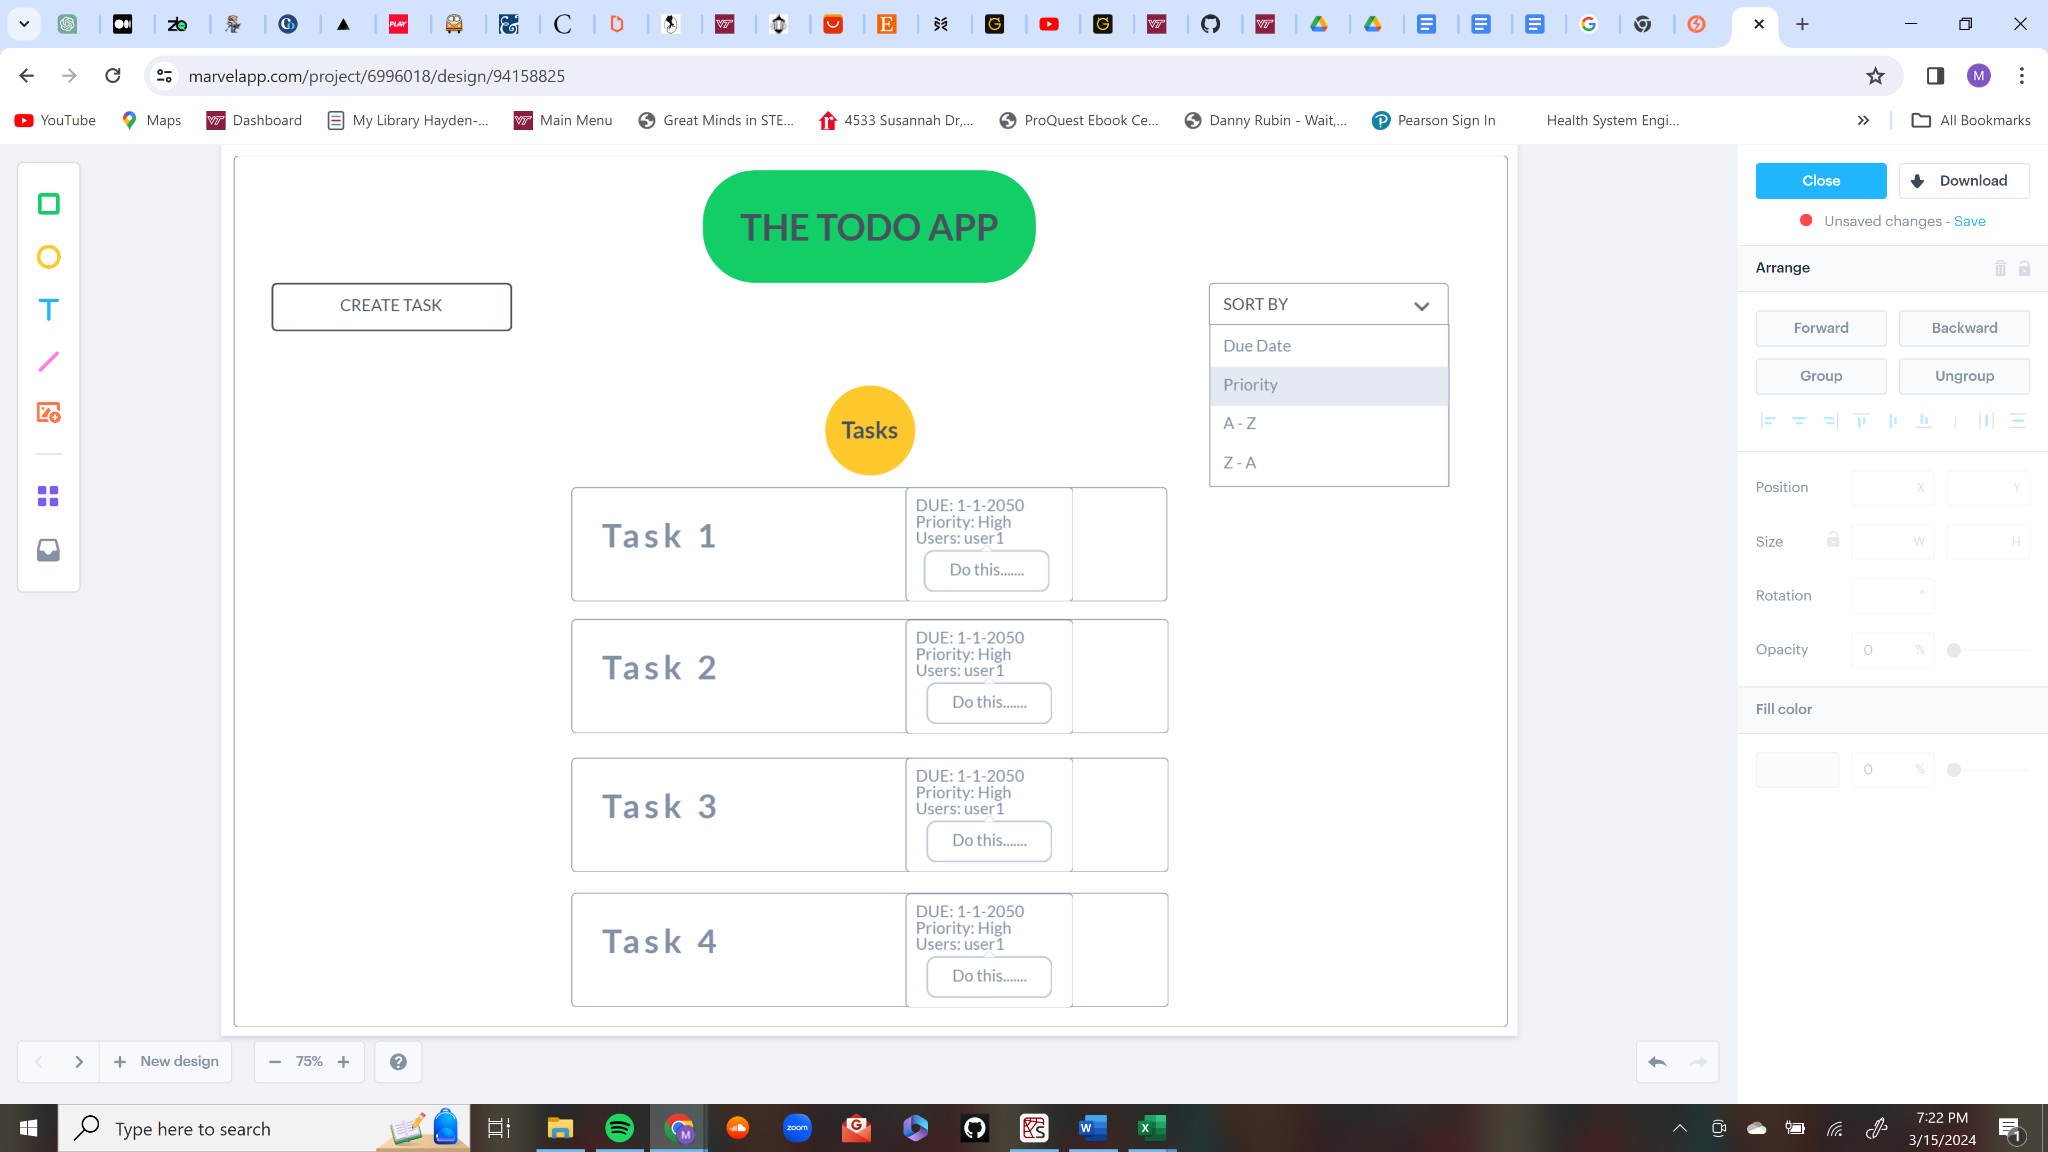 marvelapp.com/project/6996018/design/94158825
M
YouTube
Maps
Dashboard
My Library Hayden-...
Main Menu
Great Minds in STE...
4533 Susannah Dr,...
ProQuest Ebook Ce...
Danny Rubin - Wait,...
Pearson Sign In
Health System Engi...
»
All Bookmarks
Close
Download
Unsaved changes - Save
Arrange
Forward
Backward
Group
Ungroup
Position
X
Y
Size
W
H
Rotation
°
Opacity
0 %
Fill color
0 %
T
THE TODO APP
CREATE TASK
SORT BY
Due Date
Priority
A - Z
Z - A
Tasks
Task 1
DUE: 1-1-2050
Priority: High
Users: user1
Do this.......
Task 2
DUE: 1-1-2050
Priority: High
Users: user1
Do this.......
Task 3
DUE: 1-1-2050
Priority: High
Users: user1
Do this.......
Task 4
DUE: 1-1-2050
Priority: High
Users: user1
Do this.......
+ New design
− 75% +
?
Type here to search
zoom
7:22 PM
3/15/2024
1